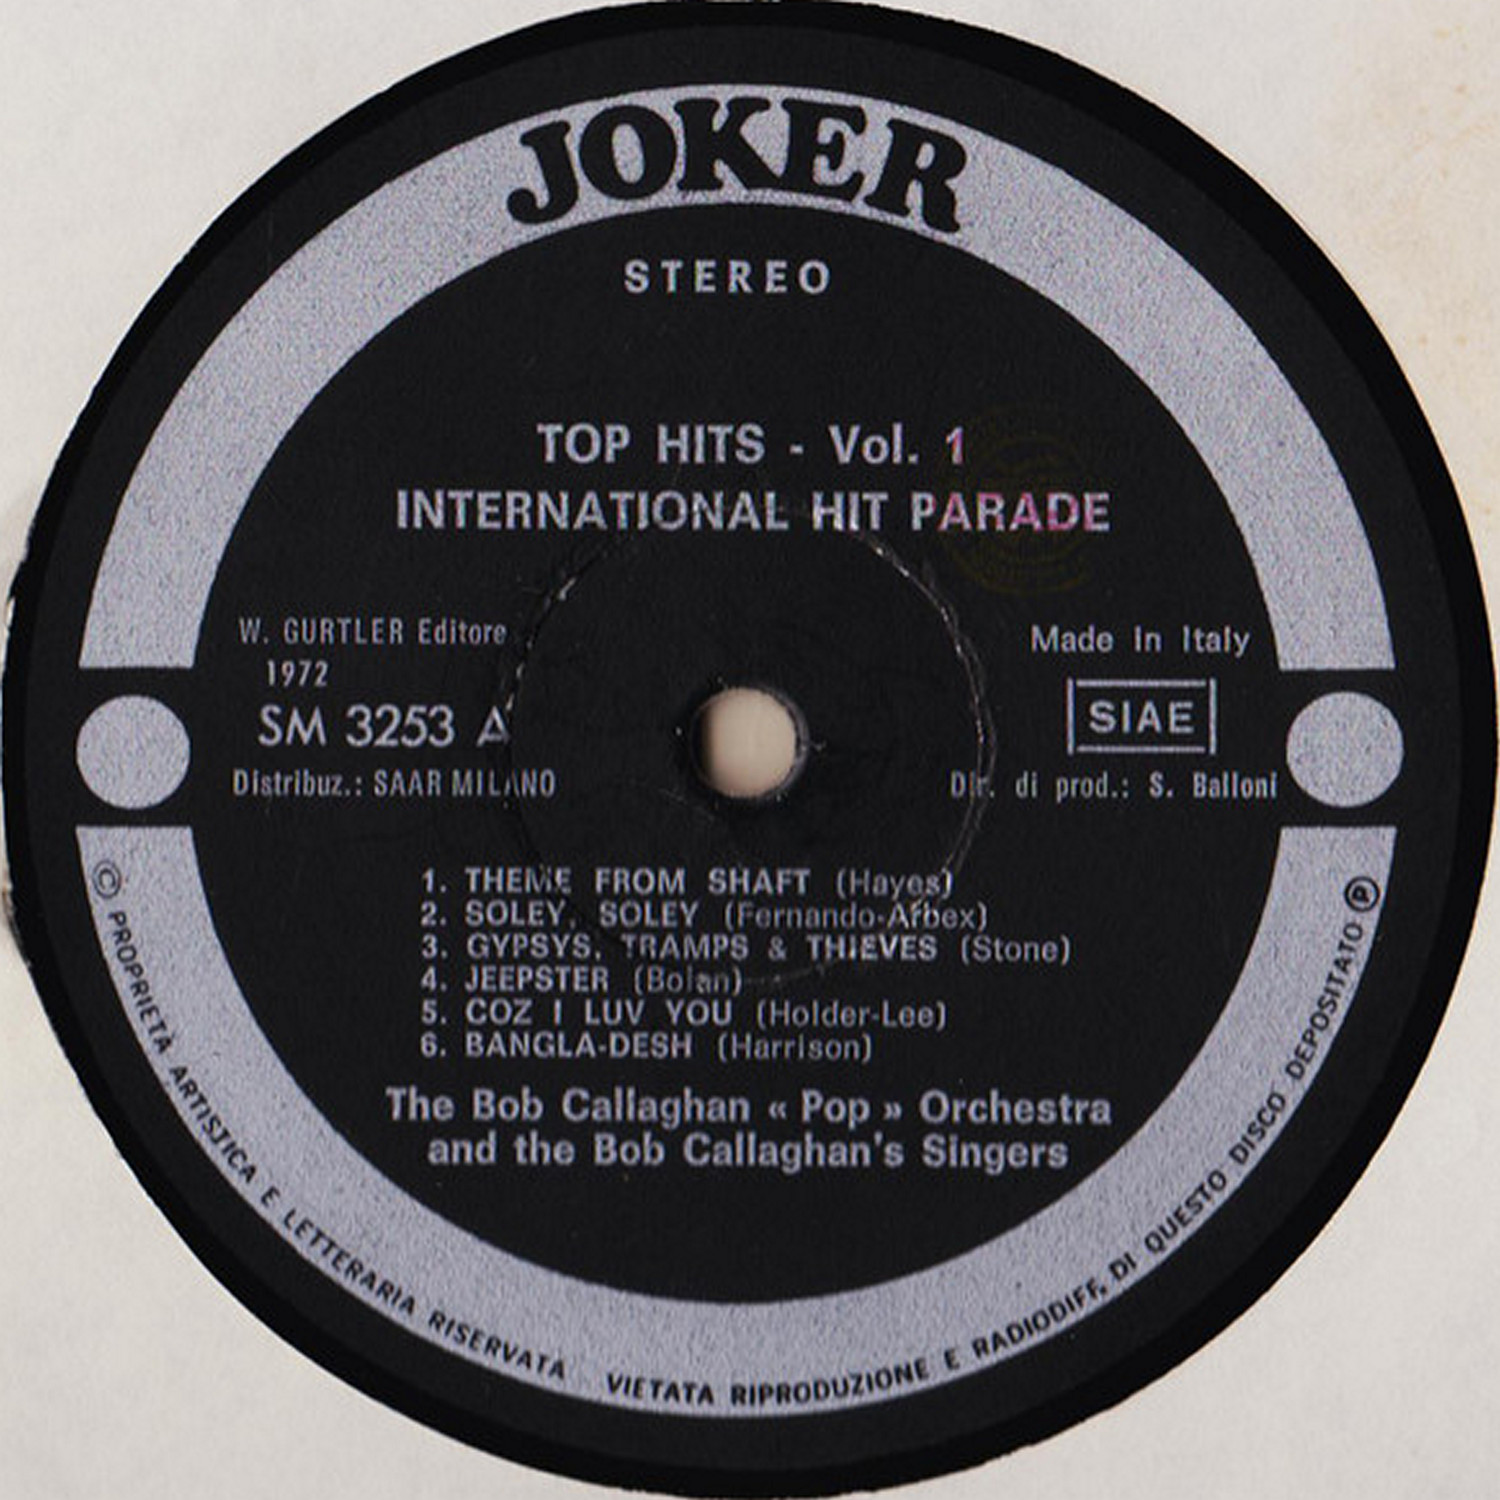 JOKER
STEREO
TOP HITS - Vol. 1
INTERNATIONAL HIT PARADE
W. GURTLER Editore
1972
SM 3253 A
Distribuz.: SAAR MILANO
Made in Italy
SIAE
Dir. di prod.: S. Balloni
1. THEME FROM SHAFT (Hayes)
2. SOLEY, SOLEY (Fernando-Arbex)
3. GYPSYS, TRAMPS & THIEVES (Stone)
4. JEEPSTER (Bolan)
5. COZ I LUV YOU (Holder-Lee)
6. BANGLA-DESH (Harrison)
The Bob Callaghan « Pop » Orchestra
and the Bob Callaghan's Singers
© PROPRIETÀ ARTISTICA E LETTERARIA RISERVATA VIETATA RIPRODUZIONE E RADIODIFF. DI QUESTO DISCO DEPOSITATO ℗